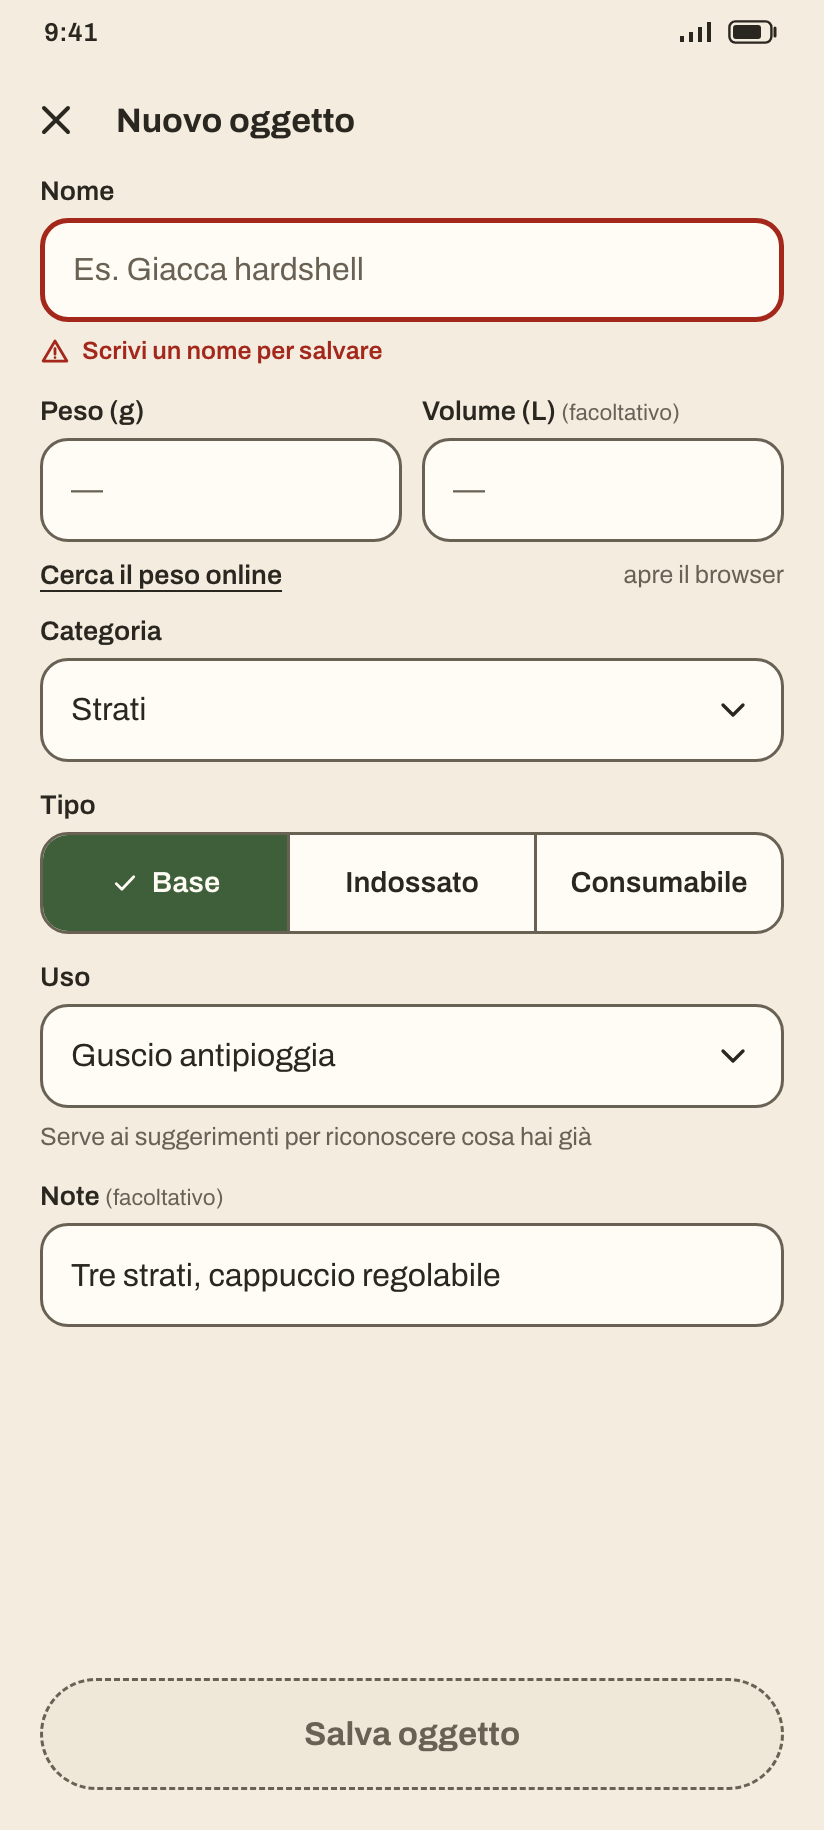 9:41
Nuovo oggetto
Nome
Es. Giacca hardshell
Scrivi un nome per salvare
Peso (g)
Volume (L) (facoltativo)
—
—
Cerca il peso online
apre il browser
Categoria
Strati
Tipo
Base
Indossato
Consumabile
Uso
Guscio antipioggia
Serve ai suggerimenti per riconoscere cosa hai già
Note (facoltativo)
Tre strati, cappuccio regolabile
Salva oggetto